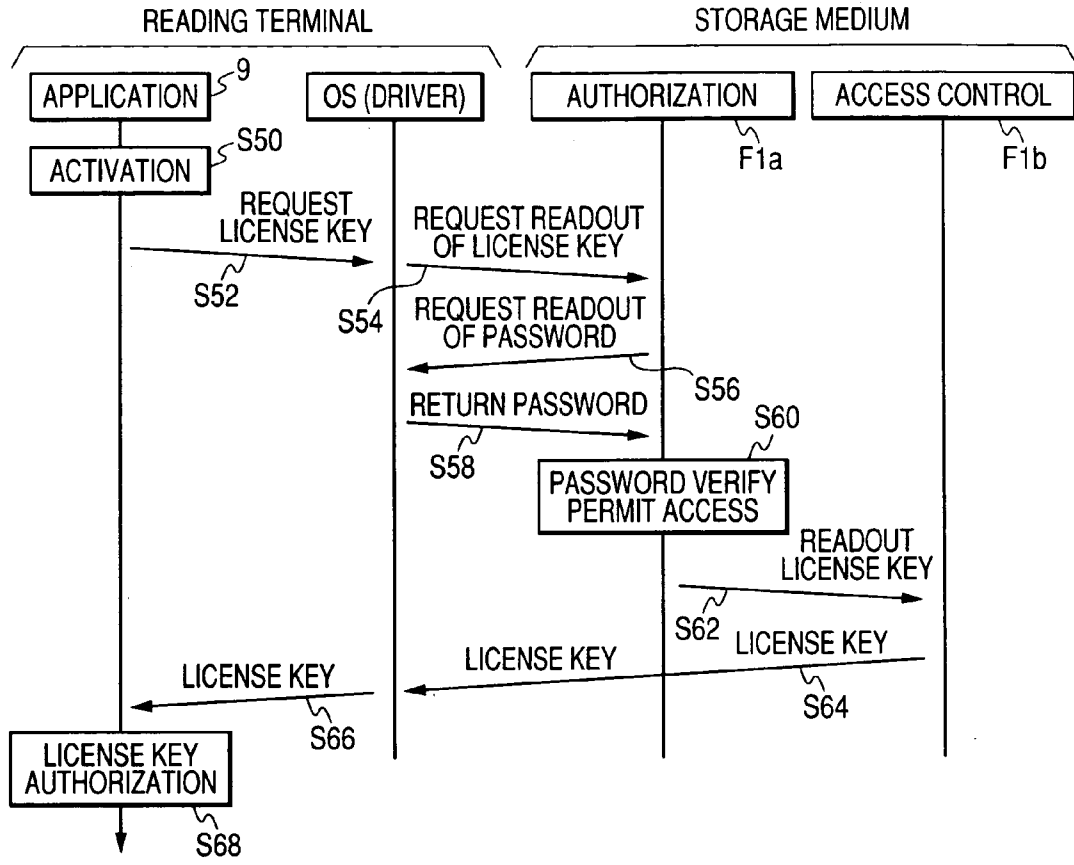 READING TERMINAL
STORAGE MEDIUM
APPLICATION
9
OS (DRIVER)
AUTHORIZATION
F1a
ACCESS CONTROL
F1b
ACTIVATION
S50
REQUEST
LICENSE KEY
S52
REQUEST READOUT
OF LICENSE KEY
S54
REQUEST READOUT
OF PASSWORD
S56
RETURN PASSWORD
S58
S60
PASSWORD VERIFY
PERMIT ACCESS
READOUT
LICENSE KEY
S62
LICENSE KEY
LICENSE KEY
S64
LICENSE KEY
S66
LICENSE KEY
AUTHORIZATION
S68